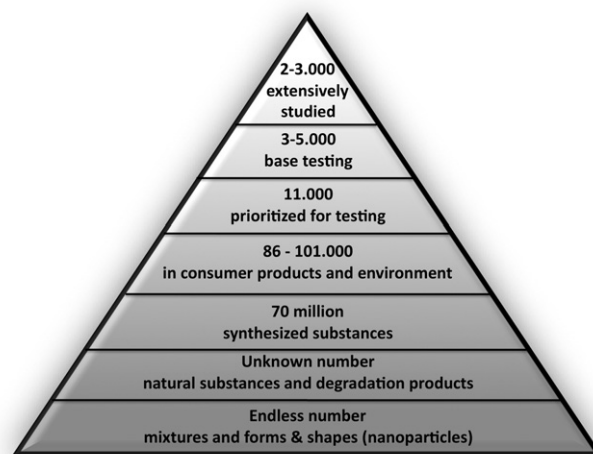 2-3.000
extensively
studied
3-5.000
base testing
11.000
prioritized for testing
86 - 101.000
in consumer products and environment
70 million
synthesized substances
Unknown number
natural substances and degradation products
Endless number
mixtures and forms & shapes (nanoparticles)